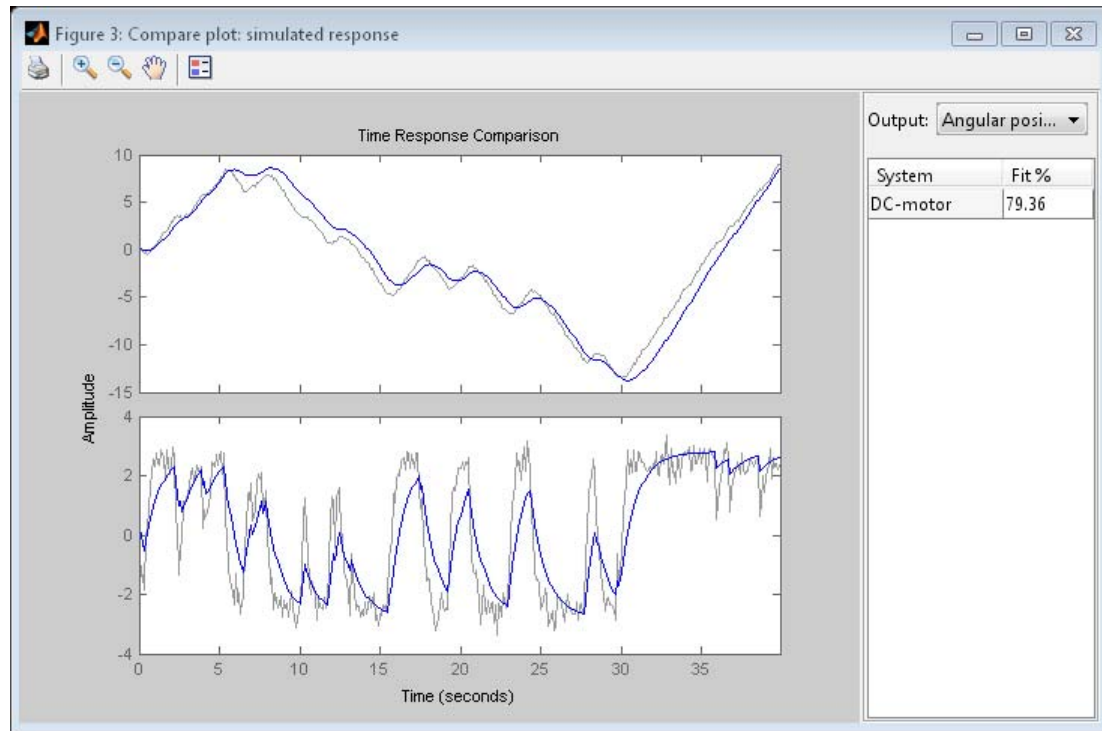 Figure 3: Compare plot: simulated response
Output: Angular posi...
System Fit %
DC-motor 79.36
Time Response Comparison
10
5
0
-5
-10
-15
Amplitude
4
2
0
-2
-4
0 5 10 15 20 25 30 35
Time (seconds)